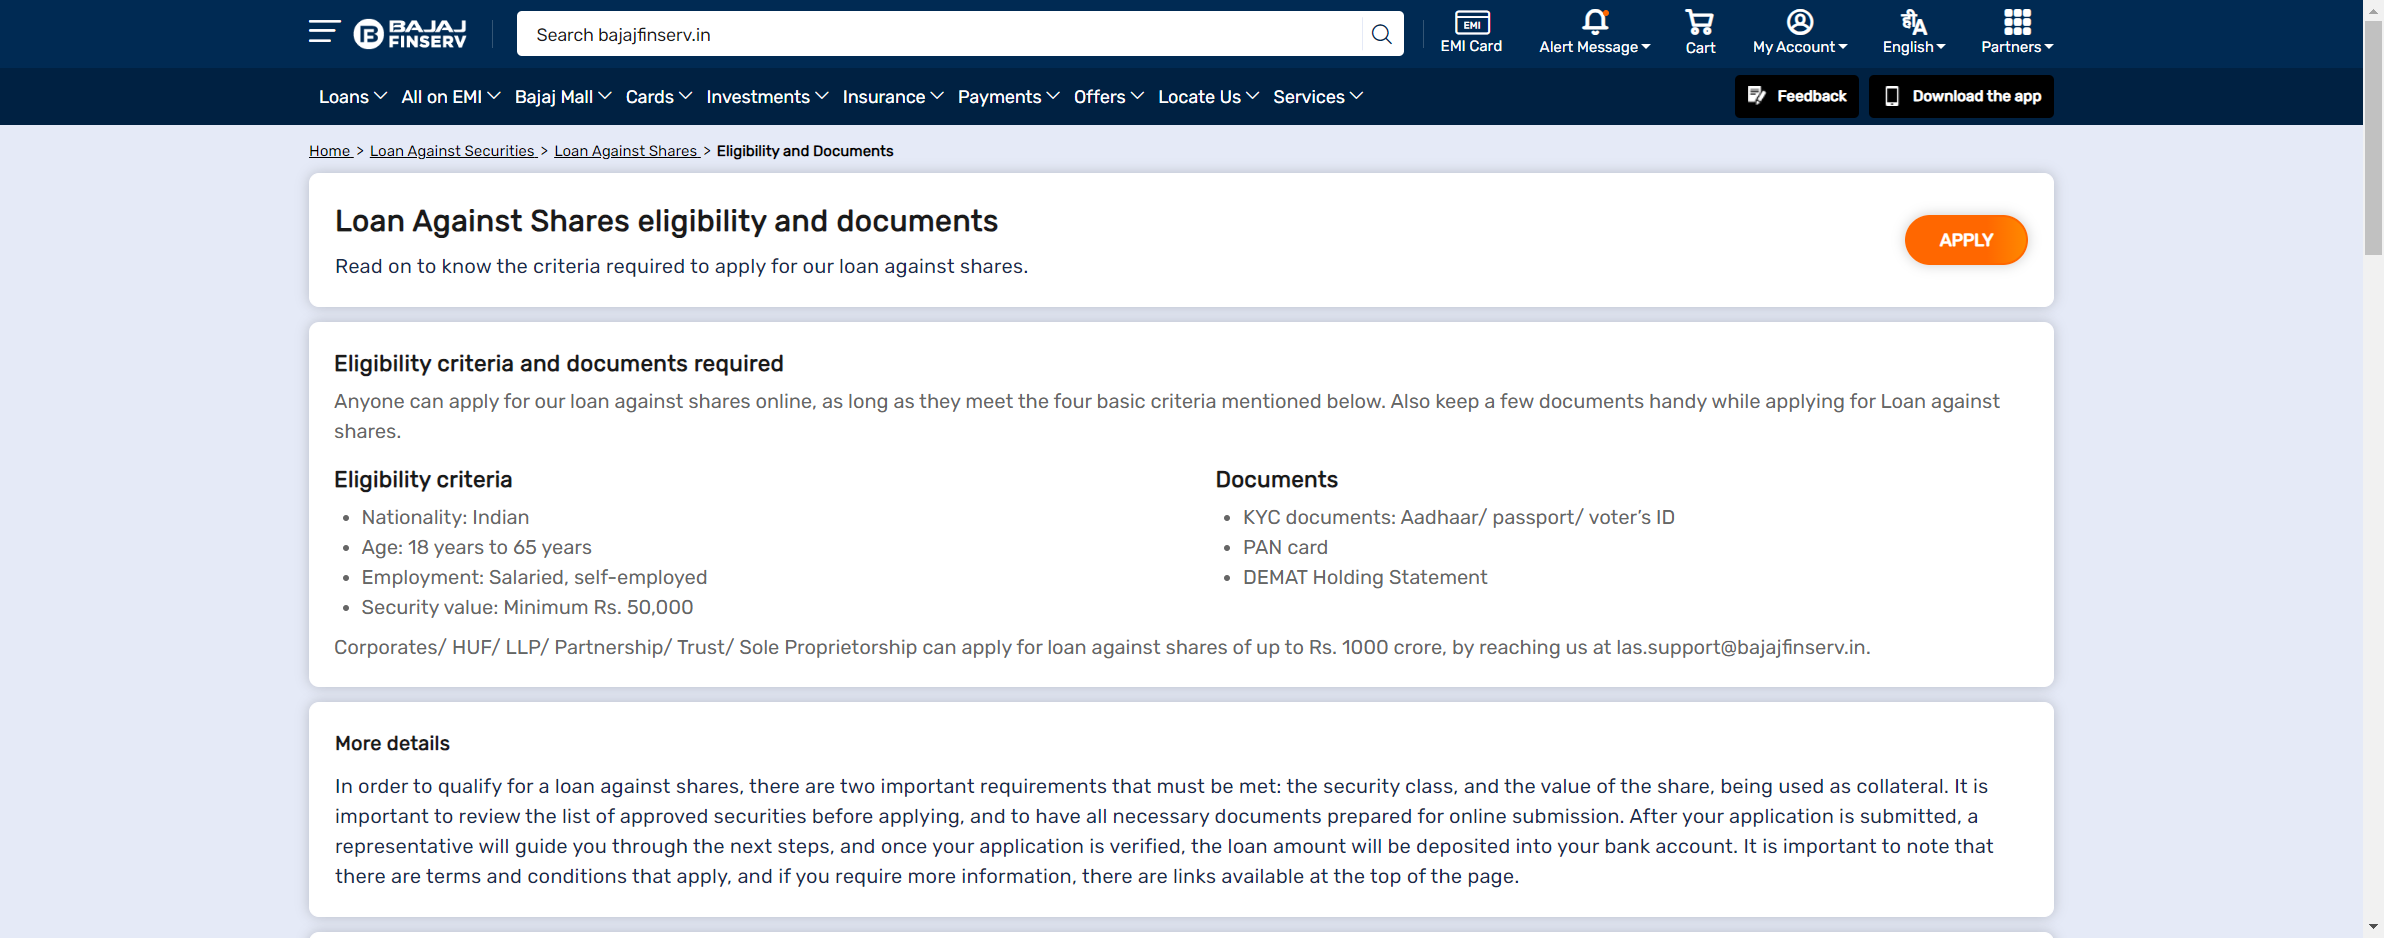 BAJAJ
FINSERV
Search bajajfinserv.in
EMI
EMI Card
Alert Message
Cart
My Account
हीA
English
Partners
Loans
All on EMI
Bajaj Mall
Cards
Investments
Insurance
Payments
Offers
Locate Us
Services
Feedback
Download the app
Home > Loan Against Securities > Loan Against Shares > Eligibility and Documents
Loan Against Shares eligibility and documents
Read on to know the criteria required to apply for our loan against shares.
APPLY
Eligibility criteria and documents required
Anyone can apply for our loan against shares online, as long as they meet the four basic criteria mentioned below. Also keep a few documents handy while applying for Loan against
shares.
Eligibility criteria
• Nationality: Indian
• Age: 18 years to 65 years
• Employment: Salaried, self-employed
• Security value: Minimum Rs. 50,000
Documents
• KYC documents: Aadhaar/ passport/ voter’s ID
• PAN card
• DEMAT Holding Statement
Corporates/ HUF/ LLP/ Partnership/ Trust/ Sole Proprietorship can apply for loan against shares of up to Rs. 1000 crore, by reaching us at las.support@bajajfinserv.in.
More details
In order to qualify for a loan against shares, there are two important requirements that must be met: the security class, and the value of the share, being used as collateral. It is
important to review the list of approved securities before applying, and to have all necessary documents prepared for online submission. After your application is submitted, a
representative will guide you through the next steps, and once your application is verified, the loan amount will be deposited into your bank account. It is important to note that
there are terms and conditions that apply, and if you require more information, there are links available at the top of the page.